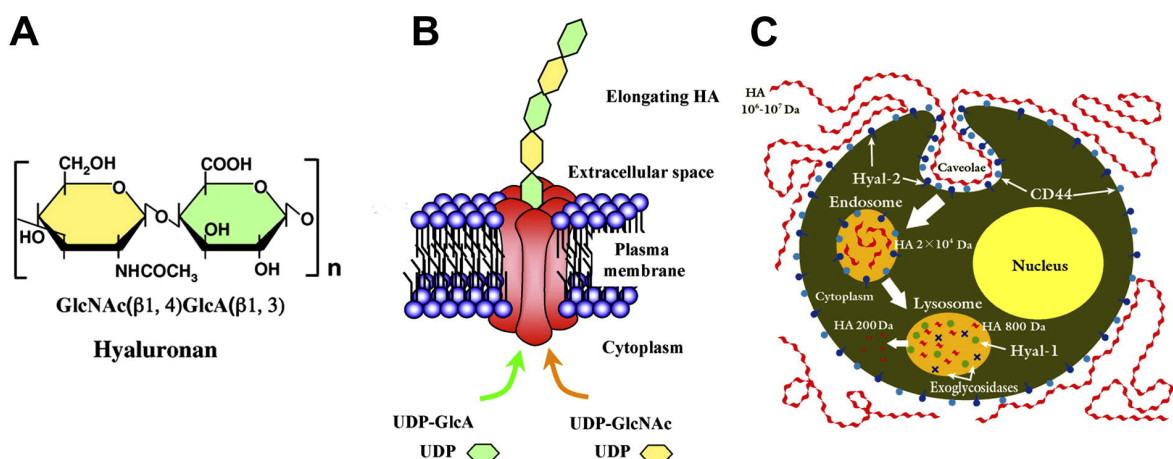 A
CH₂OH
COOH
O
O
O
O
HO
OH
NHCOCH₃
OH
n
GlcNAc(β1, 4)GlcA(β1, 3)
Hyaluronan
B
Elongating HA
Extracellular space
Plasma
membrane
Cytoplasm
UDP-GlcA
UDP-GlcNAc
UDP
UDP
C
HA
10⁶-10⁷ Da
Caveolae
Hyal-2
CD44
Endosome
HA 2×10⁴ Da
Nucleus
Cytoplasm
Lysosome
HA 200Da
HA 800 Da
Hyal-1
Exoglycosidases